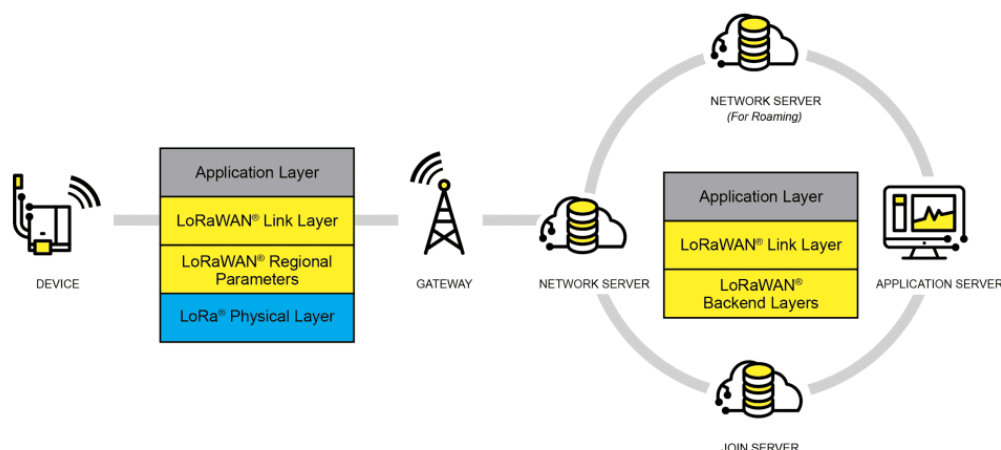 NETWORK SERVER
(For Roaming)
Application Layer
LoRaWAN® Link Layer
LoRaWAN® Regional
Parameters
LoRa® Physical Layer
DEVICE
GATEWAY
NETWORK SERVER
Application Layer
LoRaWAN® Link Layer
LoRaWAN®
Backend Layers
APPLICATION SERVER
JOIN SERVER